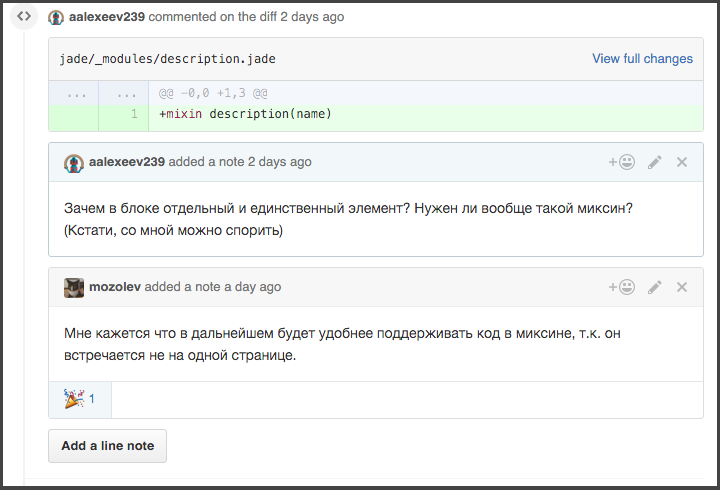 aalexeev239 commented on the diff 2 days ago
jade/_modules/description.jade View full changes
... ... @@ -0,0 +1,3 @@
1 +mixin description(name)
aalexeev239 added a note 2 days ago
Зачем в блоке отдельный и единственный элемент? Нужен ли вообще такой миксин?
(Кстати, со мной можно спорить)
mozolev added a note a day ago
Мне кажется что в дальнейшем будет удобнее поддерживать код в миксине, т.к. он
встречается не на одной странице.
1
Add a line note